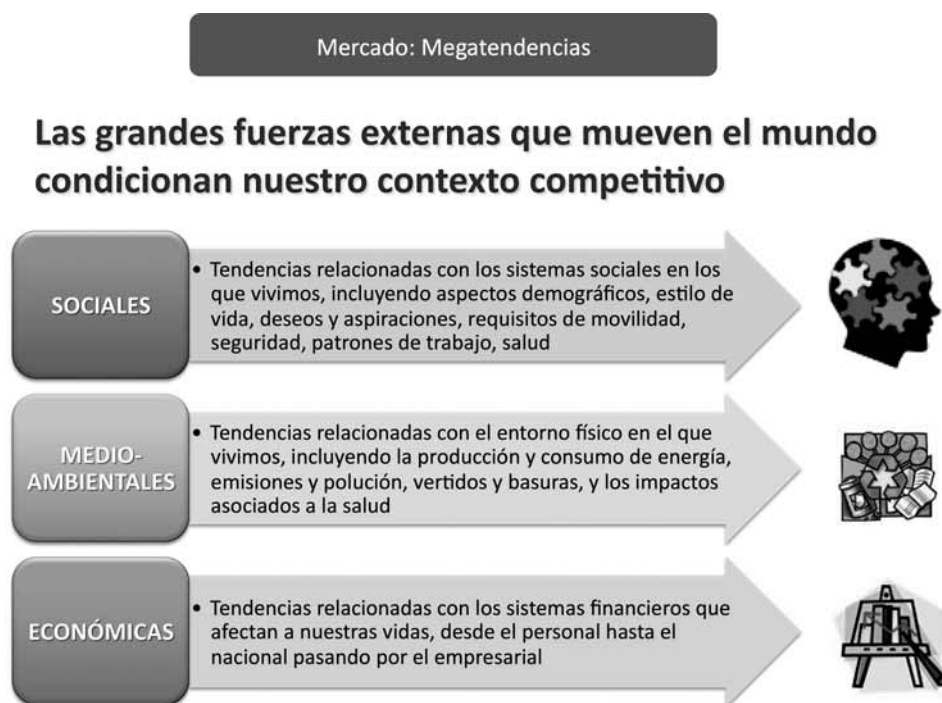 Mercado: Megatendencias
Las grandes fuerzas externas que mueven el mundo
condicionan nuestro contexto competitivo
SOCIALES
• Tendencias relacionadas con los sistemas sociales en los
que vivimos, incluyendo aspectos demográficos, estilo de
vida, deseos y aspiraciones, requisitos de movilidad,
seguridad, patrones de trabajo, salud
MEDIO-
AMBIENTALES
• Tendencias relacionadas con el entorno físico en el que
vivimos, incluyendo la producción y consumo de energía,
emisiones y polución, vertidos y basuras, y los impactos
asociados a la salud
ECONÓMICAS
• Tendencias relacionadas con los sistemas financieros que
afectan a nuestras vidas, desde el personal hasta el
nacional pasando por el empresarial